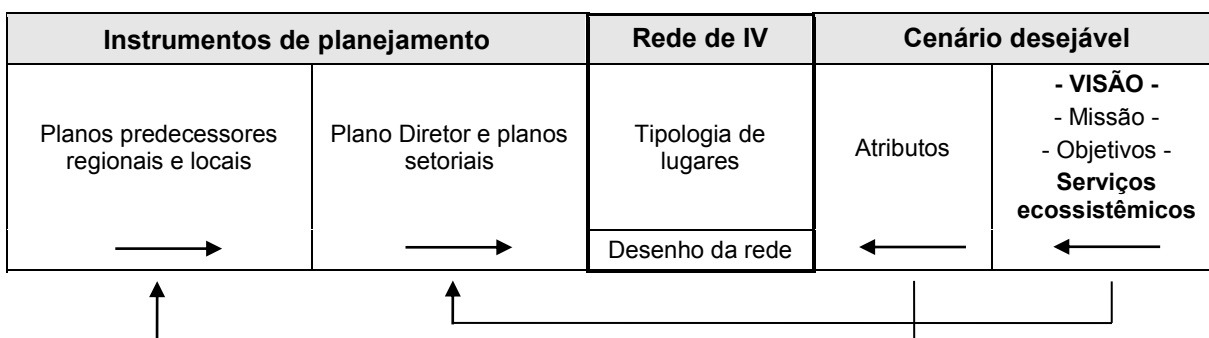 Instrumentos de planejamento
Rede de IV
Cenário desejável
Planos predecessores
regionais e locais
Plano Diretor e planos
setoriais
Tipologia de
lugares
Desenho da rede
Atributos
- VISÃO -
- Missão -
- Objetivos -
Serviços
ecossistêmicos